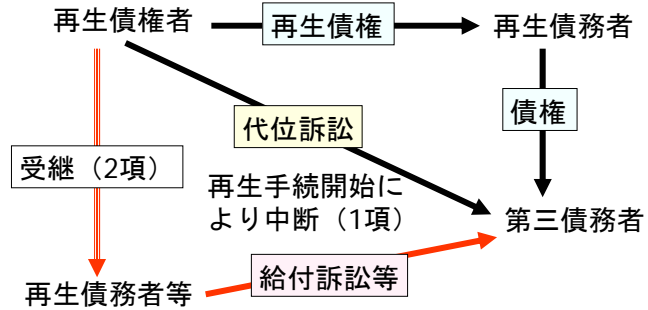 再生債権者
再生債権
再生債務者
債権
代位訴訟
受継（2項）
再生手続開始に
より中断（1項）
第三債務者
給付訴訟等
再生債務者等